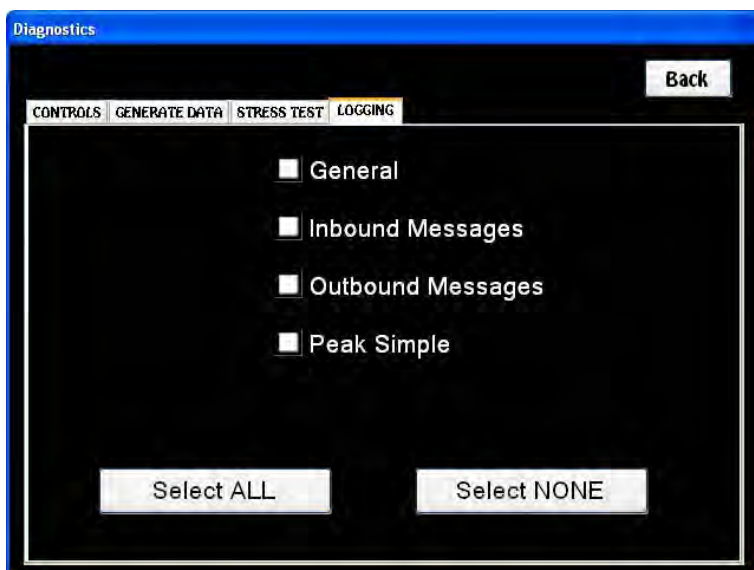 Diagnostics
Back
CONTROLS GENERATE DATA STRESS TEST LOGGING
General
Inbound Messages
Outbound Messages
Peak Simple
Select ALL Select NONE